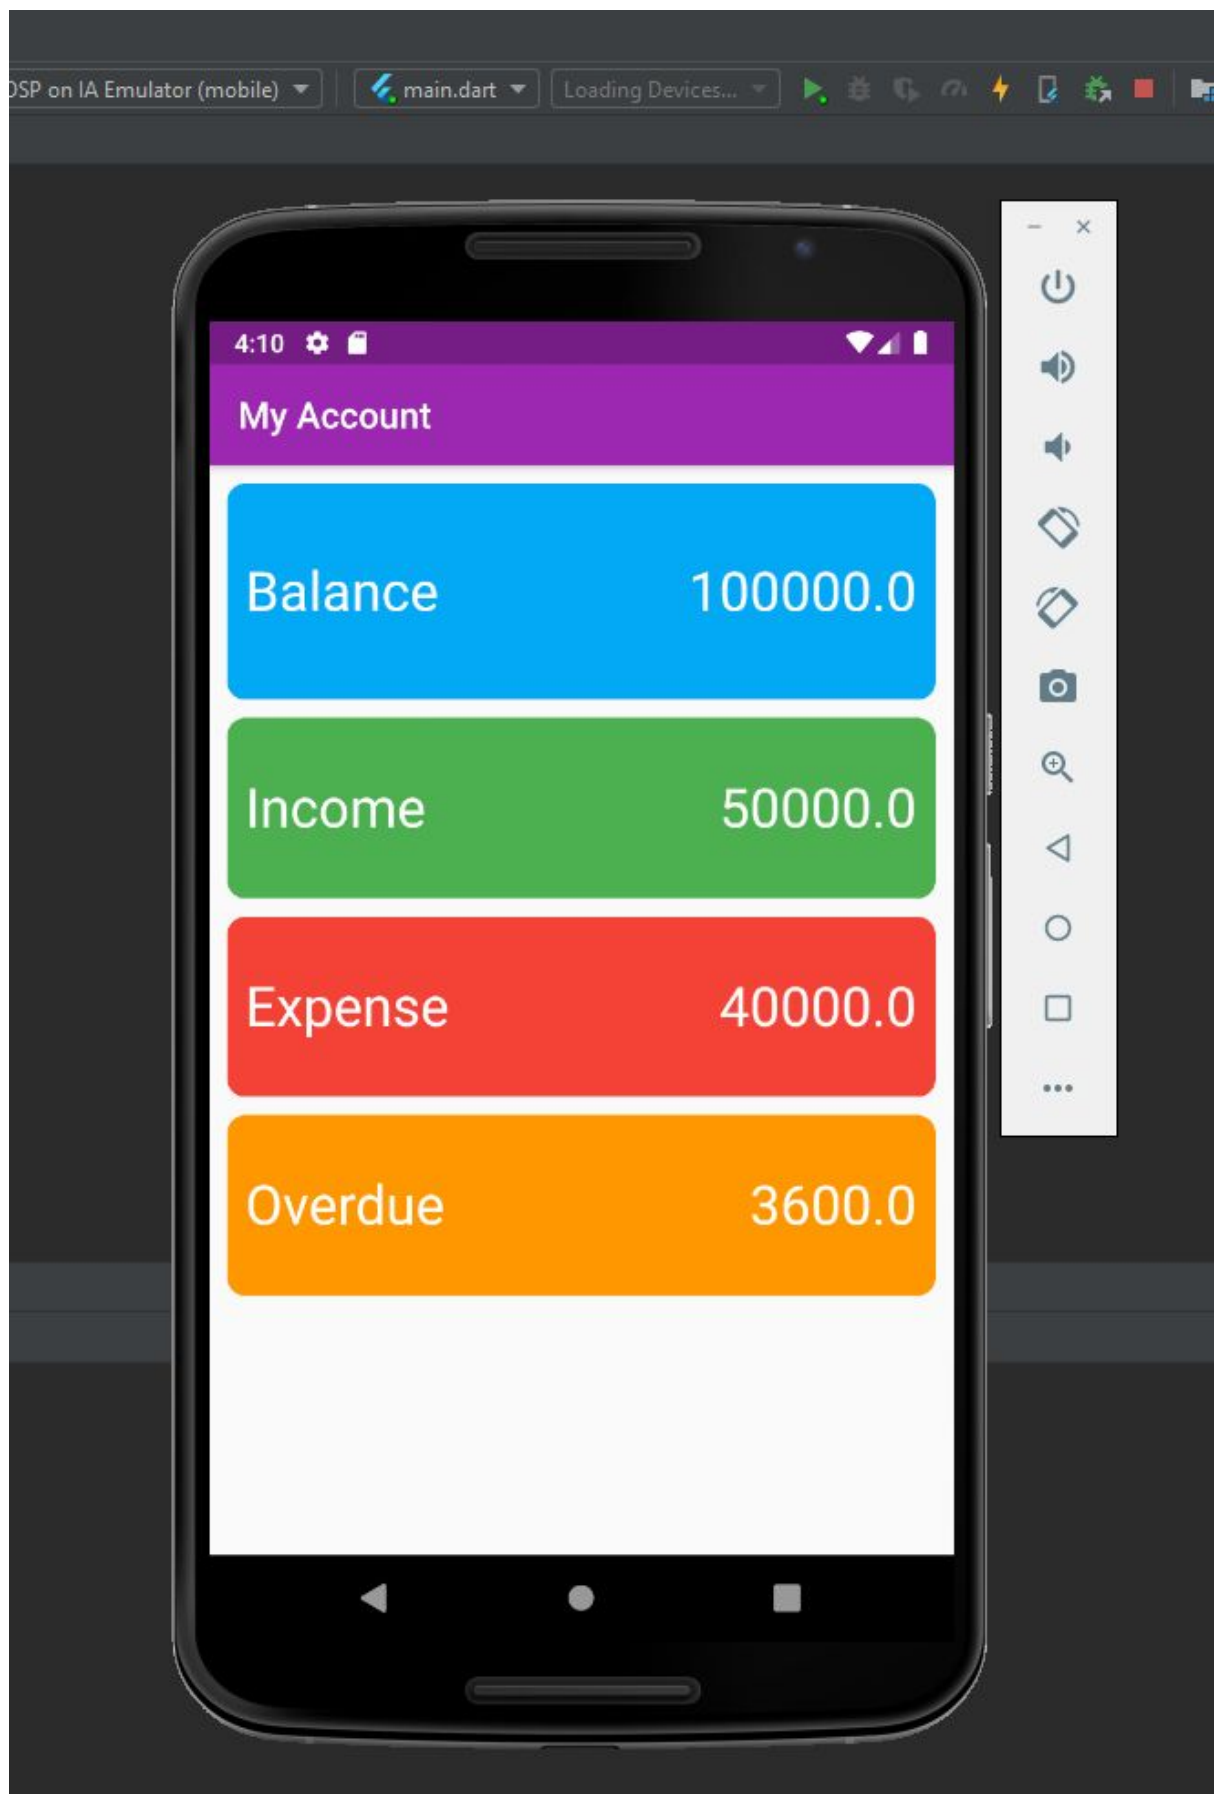 OSP on IA Emulator (mobile) main.dart Loading Devices...
4:10
My Account
Balance 100000.0
Income 50000.0
Expense 40000.0
Overdue 3600.0